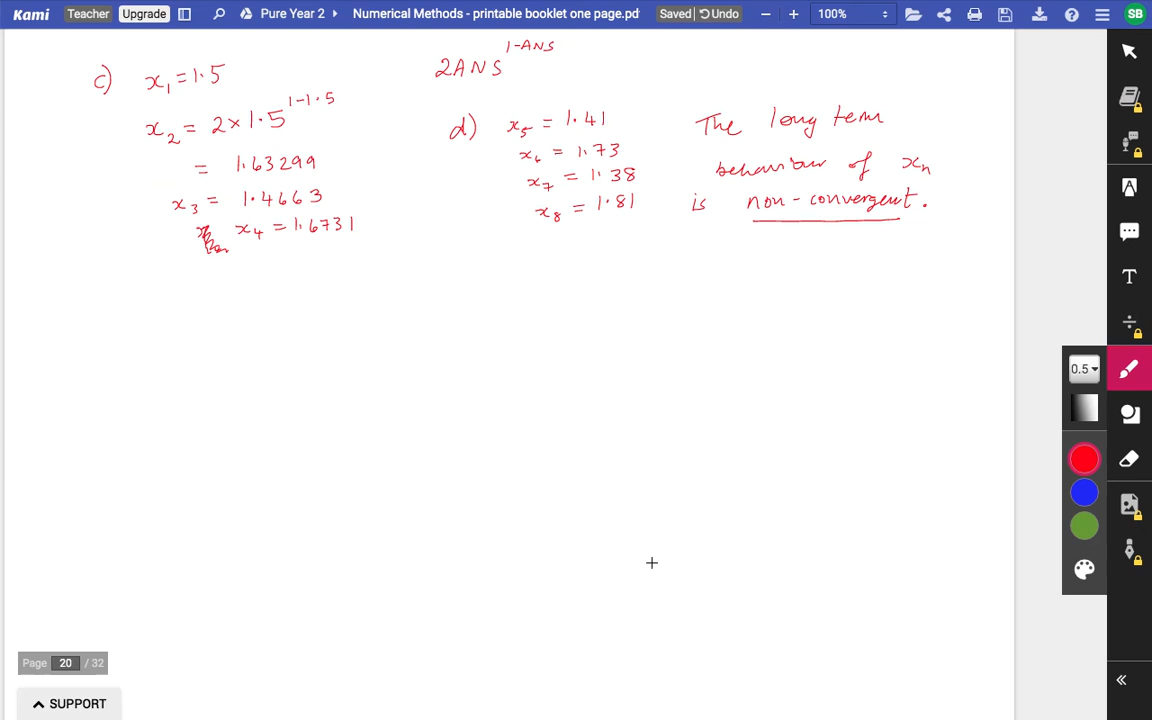 Kami Teacher Upgrade Pure Year 2 Numerical Methods - printable booklet one page.pdf Saved Undo 100% SB
c) x₁ = 1.5
x₂ = 2 × 1.5^(1-1.5)
= 1.63299
x₃ = 1.4663
x₄ = 1.6731
2ANS^(1-ANS)
d) x₅ = 1.41
x₆ = 1.73
x₇ = 1.38
x₈ = 1.81
The long term
behaviour of xₙ
is non-convergent.
0.5
Page 20 / 32
SUPPORT